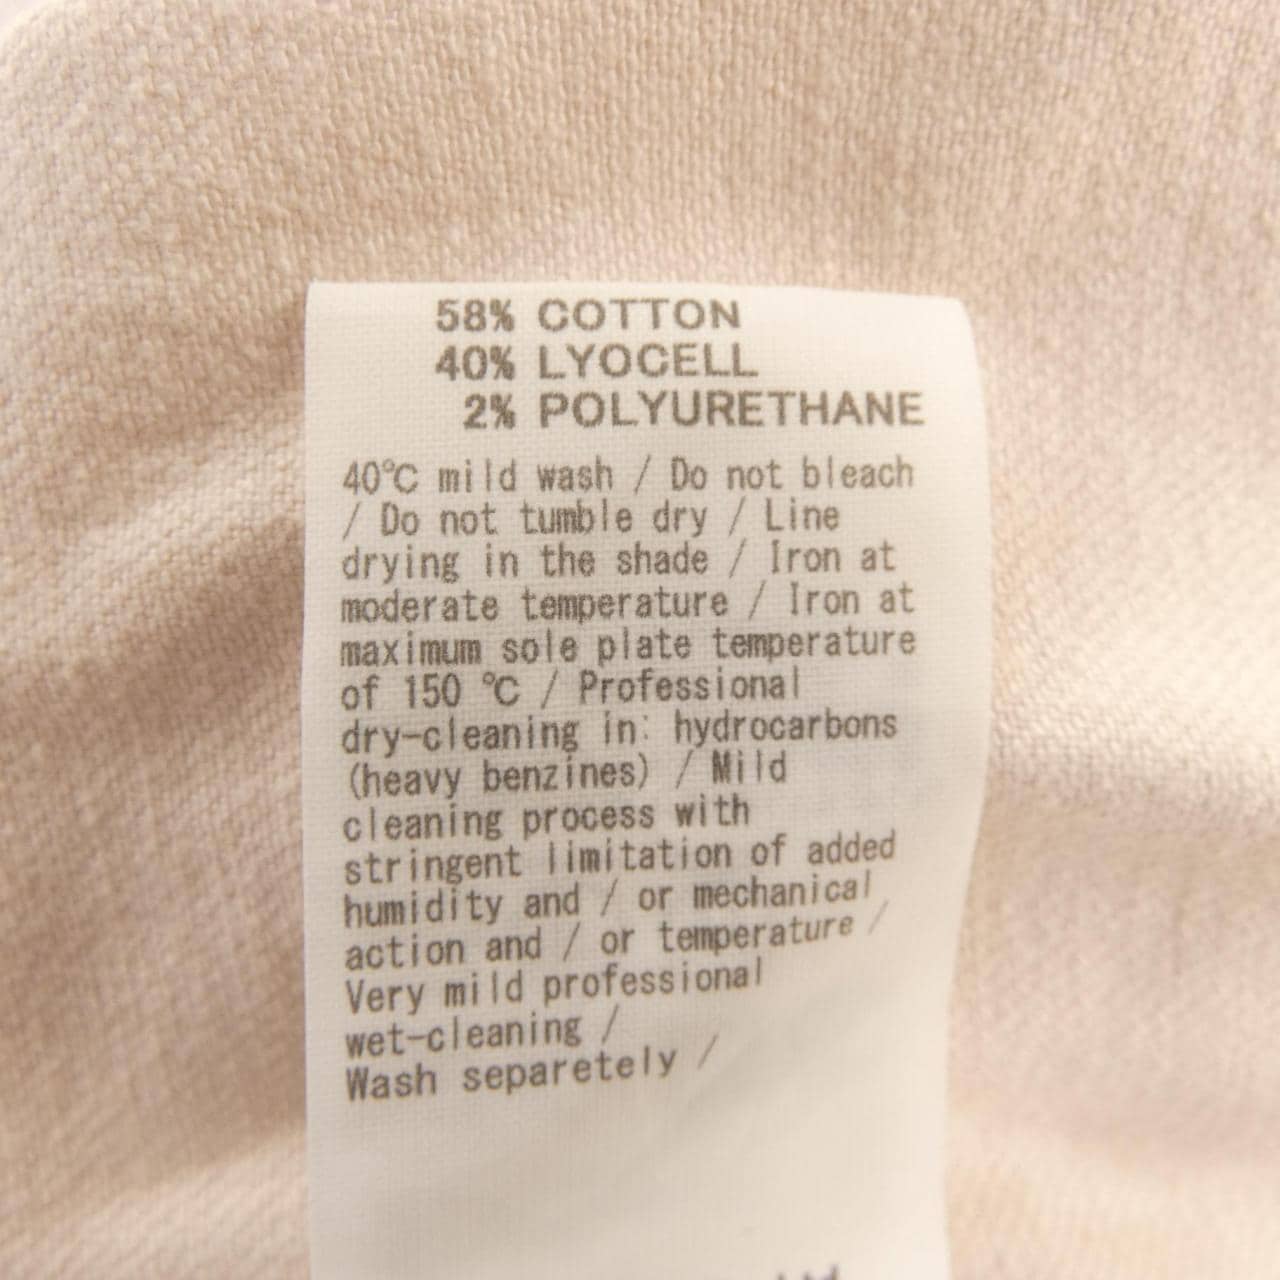 58% COTTON
40% LYOCELL
2% POLYURETHANE
40℃ mild wash / Do not bleach
/ Do not tumble dry / Line
drying in the shade / Iron at
moderate temperature / Iron at
maximum sole plate temperature
of 150 ℃ / Professional
dry-cleaning in: hydrocarbons
(heavy benzines) / Mild
cleaning process with
stringent limitation of added
humidity and / or mechanical
action and / or temperature /
Very mild professional
wet-cleaning /
Wash separetely /